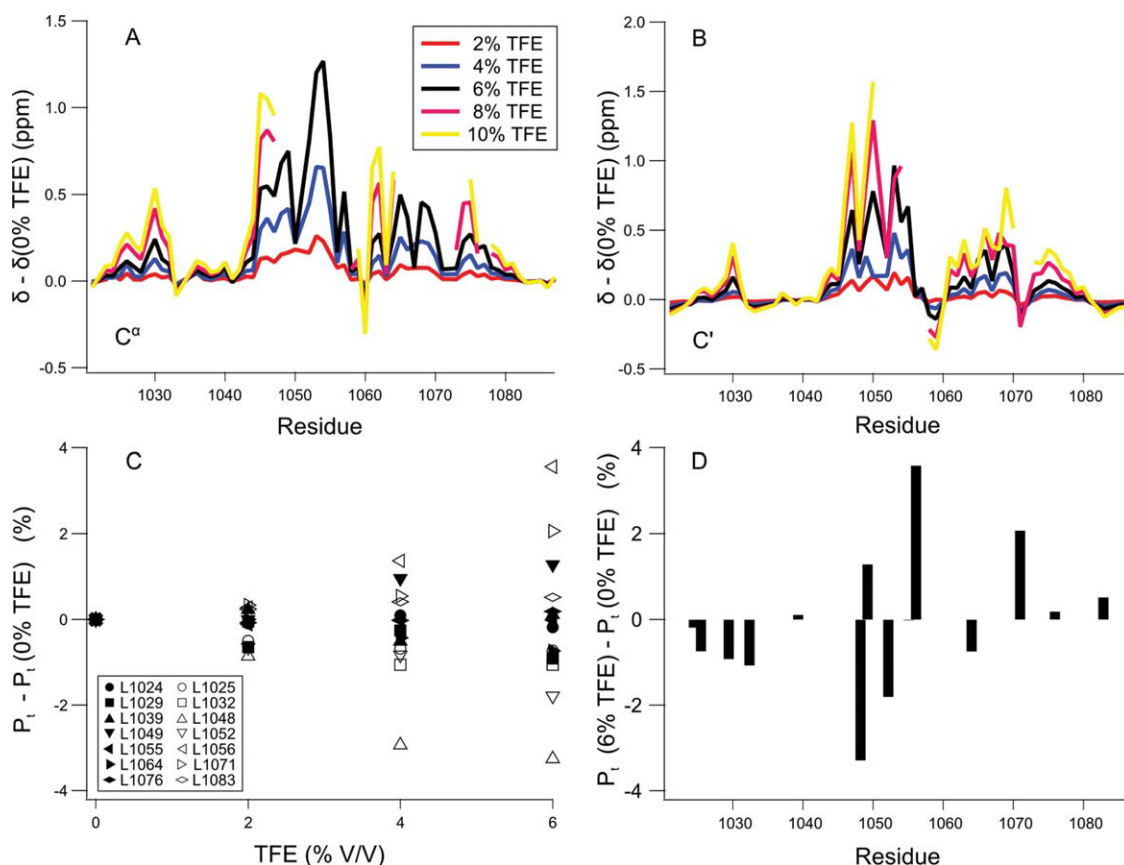 A
δ - δ(0% TFE) (ppm)
1.5
1.0
0.5
0.0
-0.5
2% TFE
4% TFE
6% TFE
8% TFE
10% TFE
Cα
1030 1040 1050 1060 1070 1080
Residue
B
δ - δ(0% TFE) (ppm)
2.0
1.5
1.0
0.5
0.0
-0.5
C'
1030 1040 1050 1060 1070 1080
Residue
C
Pt - Pt (0% TFE) (%)
4
2
0
-2
-4
L1024 L1025
L1029 L1032
L1039 L1048
L1049 L1052
L1055 L1056
L1064 L1071
L1076 L1083
0 2 4 6
TFE (% V/V)
D
Pt (6% TFE) - Pt (0% TFE) (%)
4
2
0
-2
-4
1030 1040 1050 1060 1070 1080
Residue